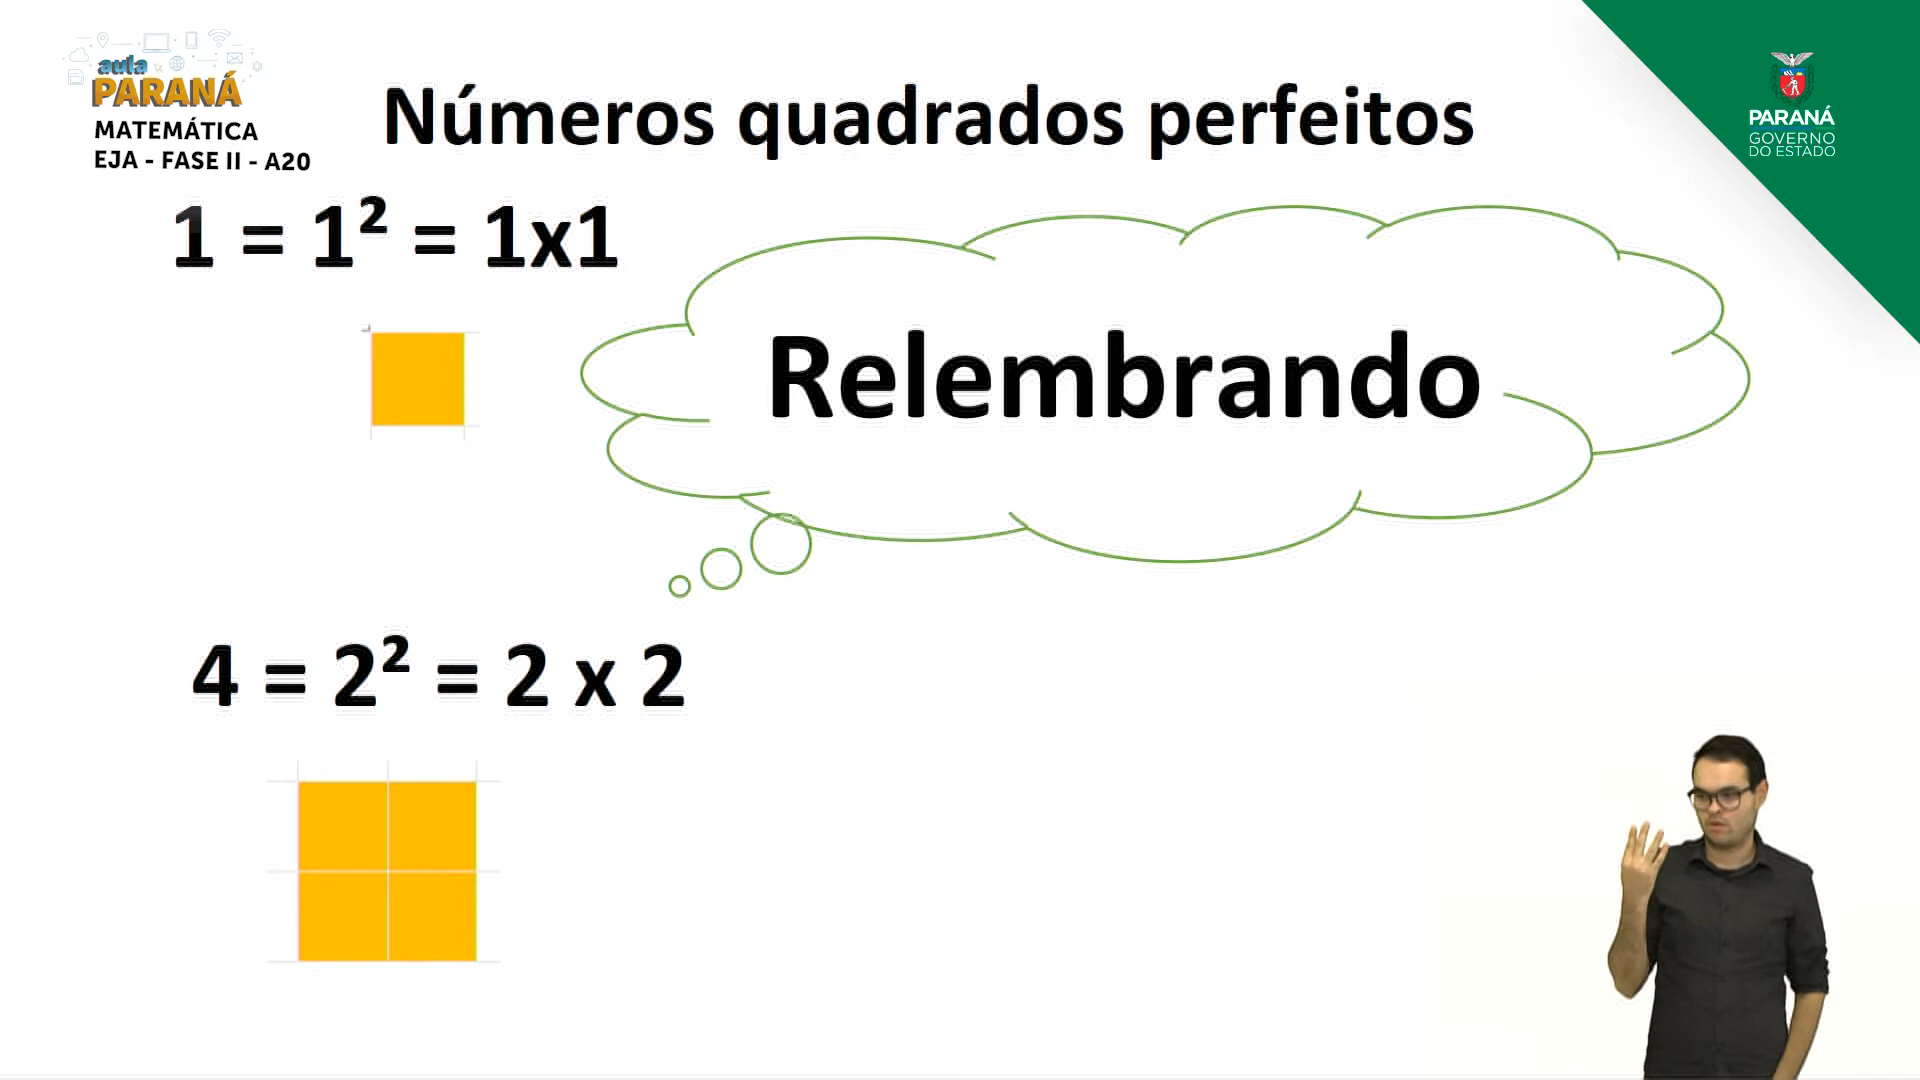 aula
PARANÁ
MATEMÁTICA
EJA - FASE II - A20
Números quadrados perfeitos
PARANÁ
GOVERNO
DO ESTADO
1 = 1² = 1x1
Relembrando
4 = 2² = 2 x 2